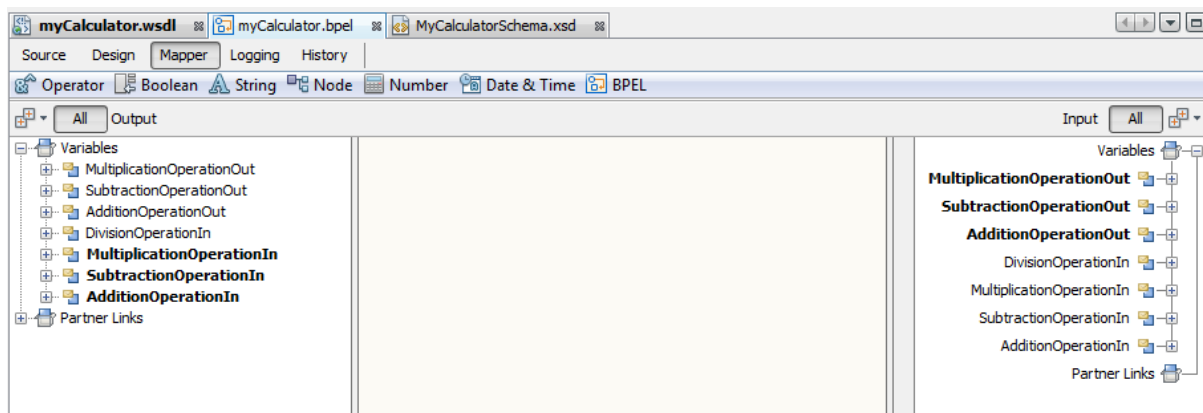 myCalculator.wsdl myCalculator.bpel MyCalculatorSchema.xsd
Source Design Mapper Logging History
Operator Boolean String Node Number Date & Time BPEL
All Output Input All
Variables
MultiplicationOperationOut
SubtractionOperationOut
AdditionOperationOut
DivisionOperationIn
MultiplicationOperationIn
SubtractionOperationIn
AdditionOperationIn
Partner Links
Variables
MultiplicationOperationOut
SubtractionOperationOut
AdditionOperationOut
DivisionOperationIn
MultiplicationOperationIn
SubtractionOperationIn
AdditionOperationIn
Partner Links